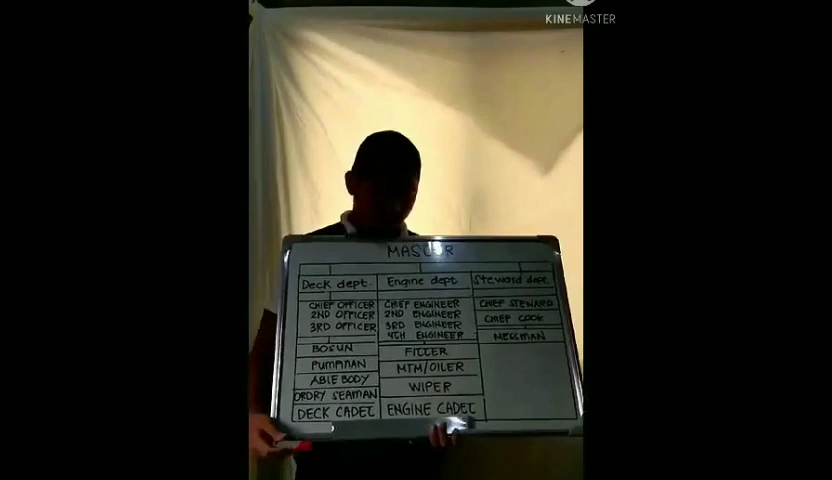 KINEMASTER
MASTER
Deck dept. Engine dept Steward dept.
CHIEF OFFICER CHIEF ENGINEER CHIEF STEWARD
2ND OFFICER 2ND ENGINEER CHIEF COOK
3RD OFFICER 3RD ENGINEER MESSMAN
4TH ENGINEER
BOSUN FITTER
PUMPMAN MTM/OILER
ABLE BODY WIPER
ORDRY SEAMAN
DECK CADET ENGINE CADET